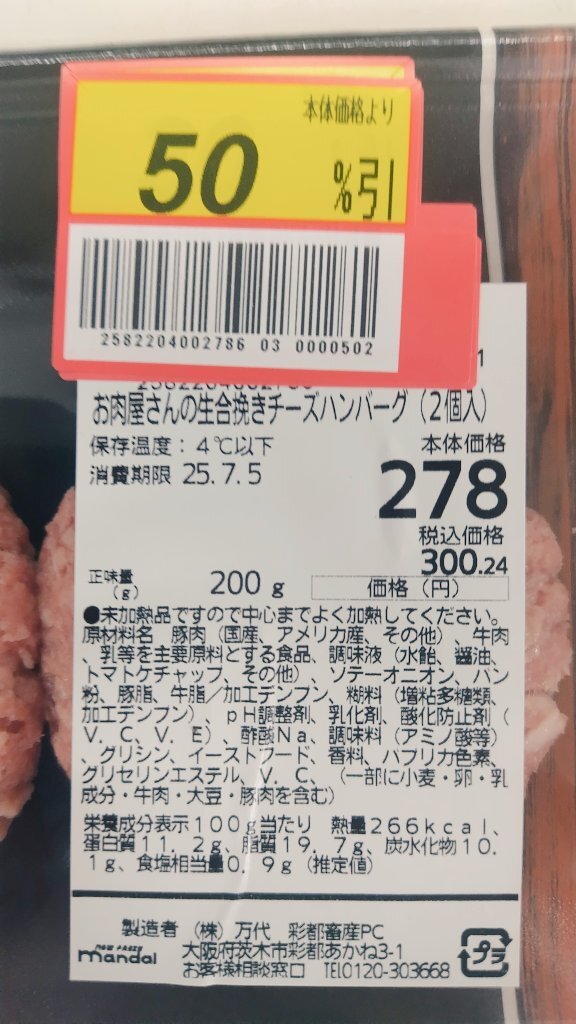 本体価格より
50 %引
2582204002786 03 0000502
1
お肉屋さんの生合挽きチーズハンバーグ（2個入）
保存温度：4℃以下
本体価格
消費期限 25.7.5
278
税込価格
300.24
正味量（g）
200g
価格（円）
●未加熱品ですので中心までよく加熱してください。
原材料名 豚肉（国産、アメリカ産、その他）、牛肉
、乳等を主要原料とする食品、調味液（水飴、醤油、
トマトケチャップ、その他）、ソテーオニオン、パン
粉、豚脂、牛脂／加工デンプン、糊料（増粘多糖類、
加工デンプン）、pH調整剤、乳化剤、酸化防止剤（
V．C、V．E）、酢酸Na、調味料（アミノ酸等）
、グリシン、イーストフード、香料、パプリカ色素、
グリセリンエステル、V．C、（一部に小麦・卵・乳
成分・牛肉・大豆・豚肉を含む）
栄養成分表示100g当たり 熱量266kcal、
蛋白質11．2g、脂質19．7g、炭水化物10．
1g、食塩相当量0．9g（推定値）
製造者 （株）万代 彩都畜産PC
mandai
大阪府茨木市彩都あかね3-1
お客様相談窓口 TEL0120-303668
プラ